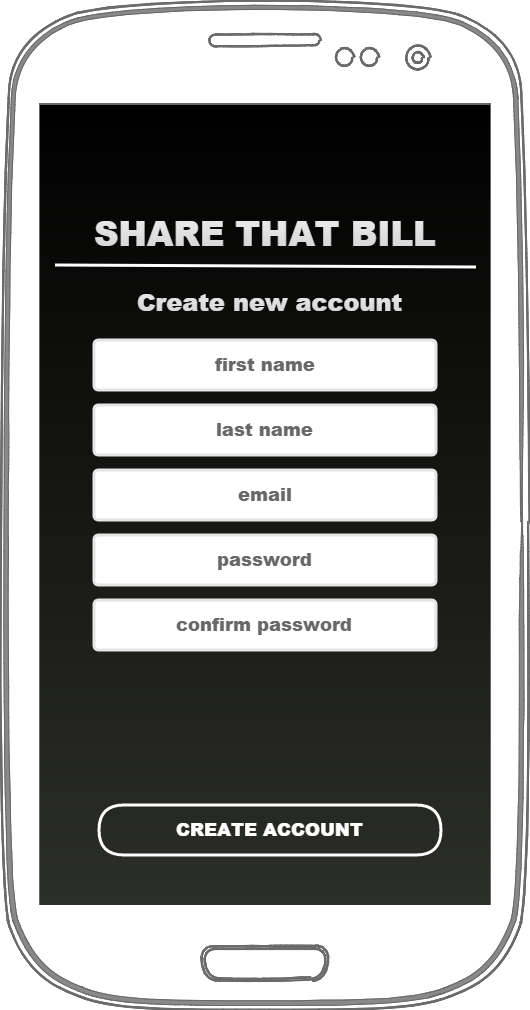 SHARE THAT BILL
Create new account
first name
last name
email
password
confirm password
CREATE ACCOUNT